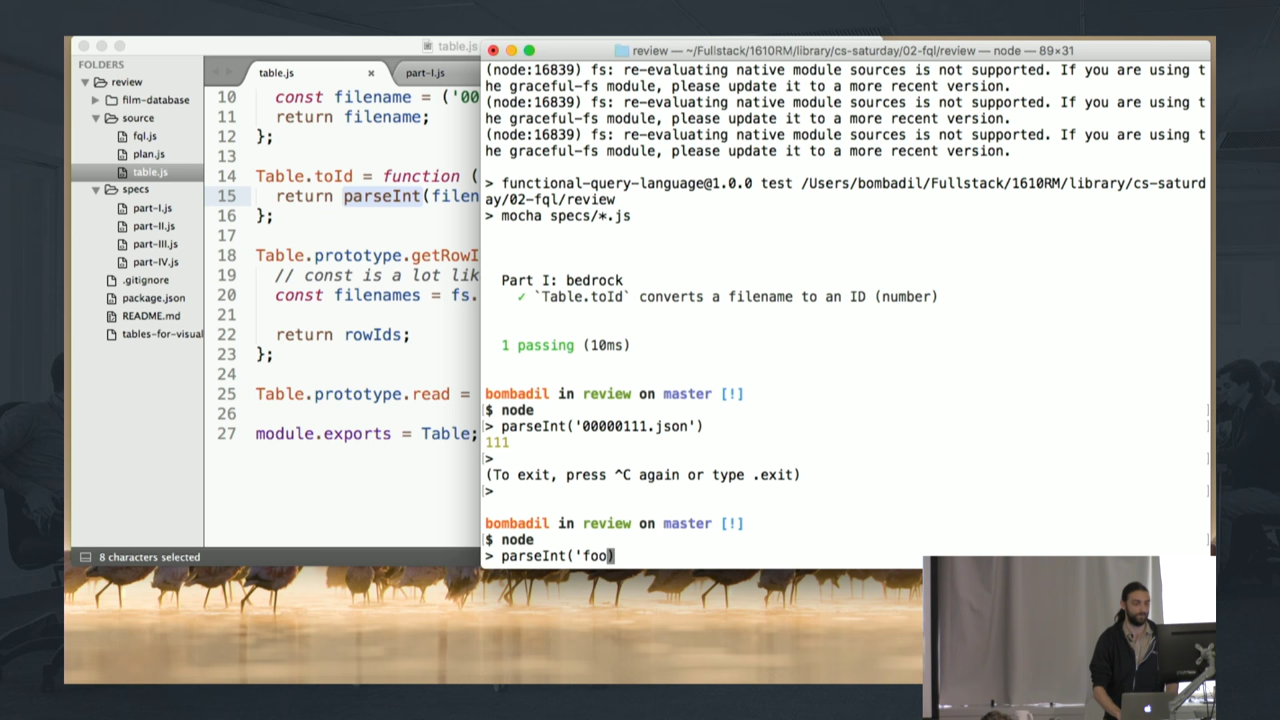 table.js
FOLDERS
review
film-database
source
fql.js
plan.js
table.js
specs
part-I.js
part-II.js
part-III.js
part-IV.js
.gitignore
package.json
README.md
tables-for-visual
table.js ×
part-I.js
10 const filename = ('00
11 return filename;
12 };
13
14 Table.toId = function (
15 return parseInt(filen
16 };
17
18 Table.prototype.getRowI
19 // const is a lot lik
20 const filenames = fs.
21
22 return rowIds;
23 };
24
25 Table.prototype.read =
26
27 module.exports = Table;
8 characters selected
review — ~/Fullstack/1610RM/library/cs-saturday/02-fql/review — node — 89×31
(node:16839) fs: re-evaluating native module sources is not supported. If you are using t
he graceful-fs module, please update it to a more recent version.
(node:16839) fs: re-evaluating native module sources is not supported. If you are using t
he graceful-fs module, please update it to a more recent version.
(node:16839) fs: re-evaluating native module sources is not supported. If you are using t
he graceful-fs module, please update it to a more recent version.
> functional-query-language@1.0.0 test /Users/bombadil/Fullstack/1610RM/library/cs-saturd
ay/02-fql/review
> mocha specs/*.js
Part I: bedrock
✓ `Table.toId` converts a filename to an ID (number)
1 passing (10ms)
bombadil in review on master [!]
$ node
> parseInt('00000111.json')
111
>
(To exit, press ^C again or type .exit)
>
bombadil in review on master [!]
$ node
> parseInt('foo)